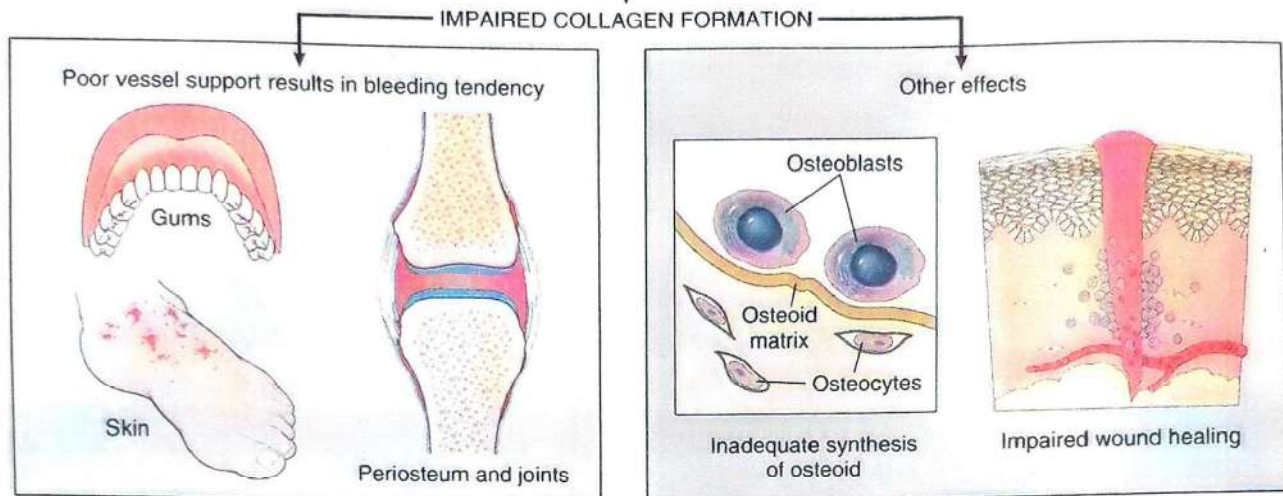 IMPAIRED COLLAGEN FORMATION
Poor vessel support results in bleeding tendency
Gums
Skin
Periosteum and joints
Other effects
Osteoblasts
Osteoid
matrix
Osteocytes
Inadequate synthesis
of osteoid
Impaired wound healing